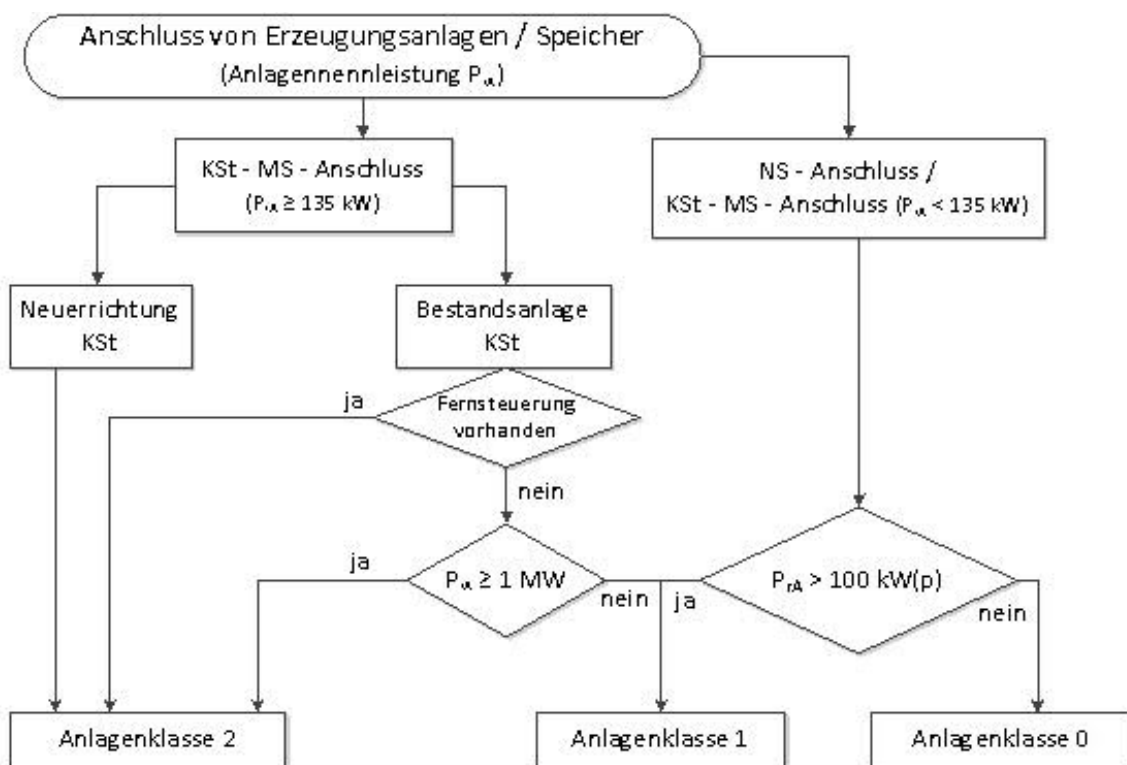 Anschluss von Erzeugungsanlagen / Speicher
(Anlagennennleistung PrA)
KSt - MS - Anschluss
(PrA ≥ 135 kW)
NS - Anschluss /
KSt - MS - Anschluss (PrA < 135 kW)
Neuerrichtung
KSt
Bestandsanlage
KSt
ja
Fernsteuerung
vorhanden
nein
ja
PrA ≥ 1 MW
nein
ja
PrA > 100 kW(p)
nein
Anlagenklasse 2
Anlagenklasse 1
Anlagenklasse 0